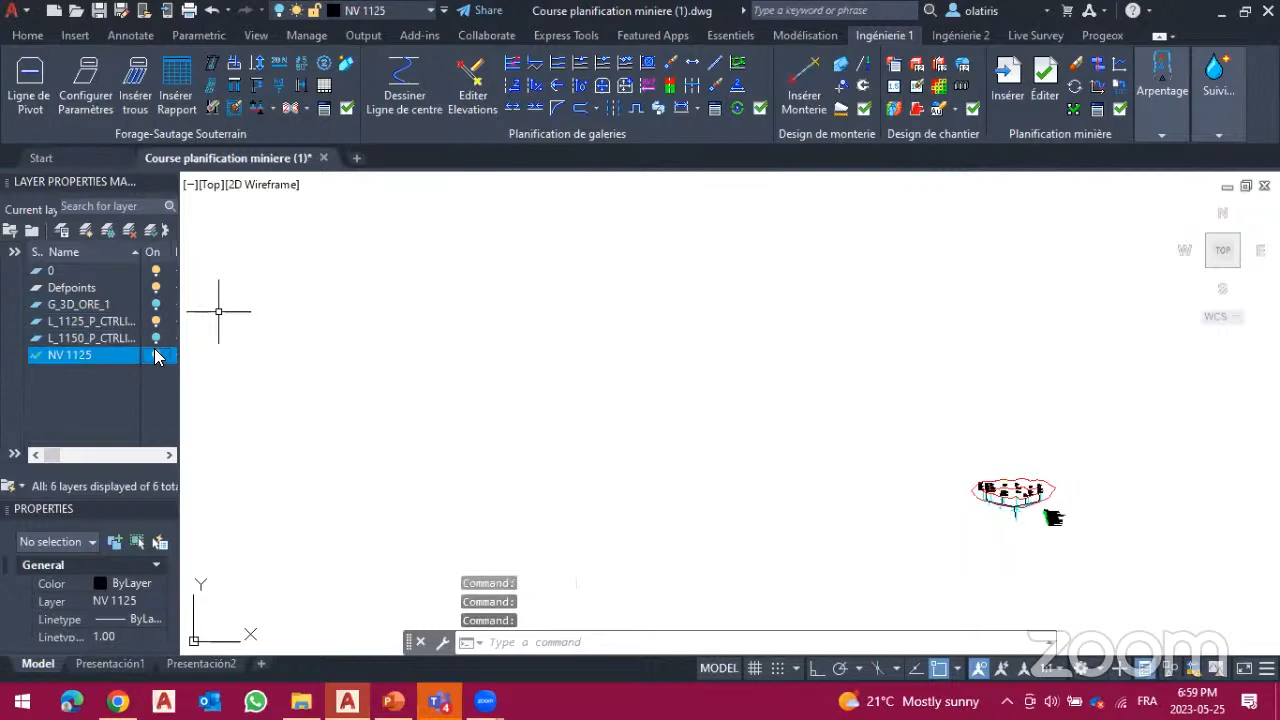 NV 1125
Share
Course planification miniere (1).dwg
Type a keyword or phrase
olatiris
Home Insert Annotate Parametric View Manage Output Add-ins Collaborate Express Tools Featured Apps Essentiels Modélisation Ingénierie 1 Ingénierie 2 Live Survey Progeox
Ligne de Pivot
Configurer Paramètres
Insérer trous
Insérer Rapport
Dessiner Ligne de centre
Editer Elevations
Insérer Monterie
Insérer
Éditer
Arpentage
Suivi...
Forage-Sautage Souterrain
Planification de galeries
Design de monterie
Design de chantier
Planification minière
Start
Course planification miniere (1)*
LAYER PROPERTIES MA...
Current lay
Search for layer
[−][Top][2D Wireframe]
S.. Name On
0
Defpoints
G_3D_ORE_1
L_1125_P_CTRLI...
L_1150_P_CTRLI...
NV 1125
N
W TOP E
S
WCS
All: 6 layers displayed of 6 tota
PROPERTIES
No selection
General
Color ByLayer
Layer NV 1125
Linetype ByLa...
Linetyp... 1.00
Y
X
Command:
Command:
Command:
Type a command
zoom
Model Presentación1 Presentación2
MODEL
1:1
21°C Mostly sunny
FRA
6:59 PM
2023-05-25